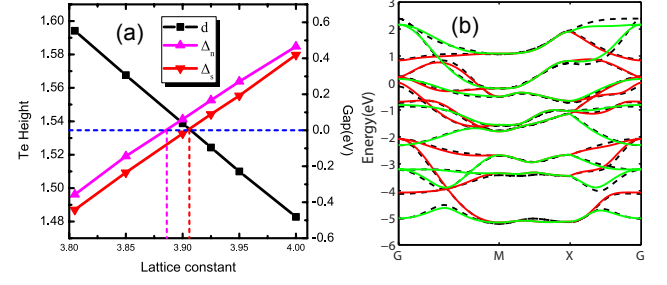 (a)
d
Δn
Δs
Te Height
1.60
1.58
1.56
1.54
1.52
1.50
1.48
0.6
0.4
0.2
0.0
-0.2
-0.4
-0.6
Gap(eV)
3.80
3.85
3.90
3.95
4.00
Lattice constant
(b)
Energy(eV)
3
2
1
0
−1
−2
−3
−4
−5
−6
G
M
X
G